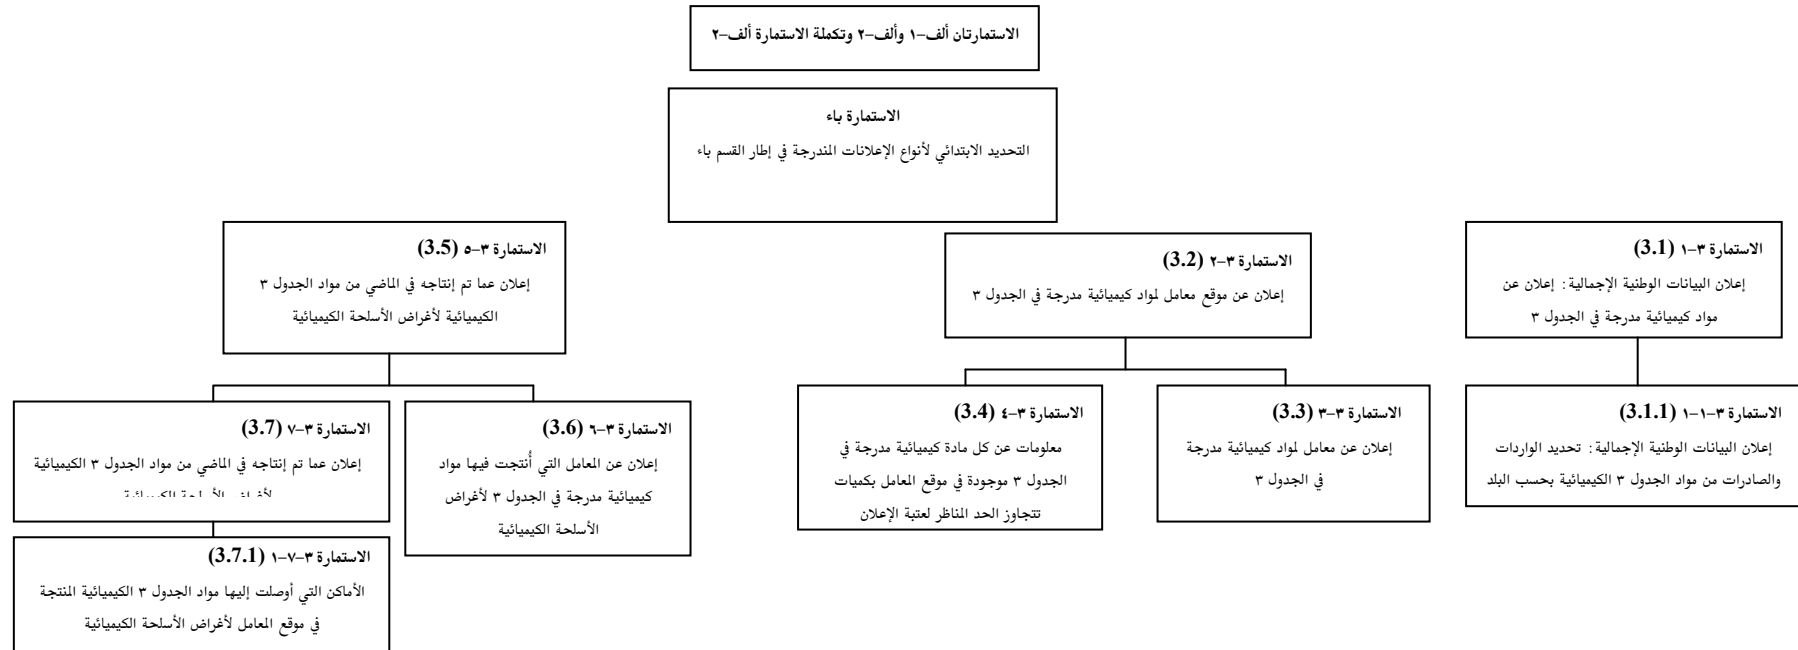 الاستمارتان ألف-١ وألف-٢ وتكملة الاستمارة ألف-٢
الاستمارة باء
التحديد الابتدائي لأنواع الإعلانات المندرجة في إطار القسم باء
الاستمارة ٣-١ (3.1)
إعلان البيانات الوطنية الإجمالية: إعلان عن
مواد كيميائية مدرجة في الجدول ٣
الاستمارة ٣-٢ (3.2)
إعلان عن موقع معامل لمواد كيميائية مدرجة في الجدول ٣
الاستمارة ٣-٥ (3.5)
إعلان عما تم إنتاجه في الماضي من مواد الجدول ٣
الكيميائية لأغراض الأسلحة الكيميائية
الاستمارة ٣-١-١ (3.1.1)
إعلان البيانات الوطنية الإجمالية: تحديد الواردات
والصادرات من مواد الجدول ٣ الكيميائية بحسب البلد
الاستمارة ٣-٣ (3.3)
إعلان عن معامل لمواد كيميائية مدرجة
في الجدول ٣
الاستمارة ٣-٤ (3.4)
معلومات عن كل مادة كيميائية مدرجة في
الجدول ٣ موجودة في موقع المعامل بكميات
تتجاوز الحد المناظر لعتبة الإعلان
الاستمارة ٣-٦ (3.6)
إعلان عن المعامل التي أُنتجت فيها مواد
كيميائية مدرجة في الجدول ٣ لأغراض
الأسلحة الكيميائية
الاستمارة ٣-٧ (3.7)
إعلان عما تم إنتاجه في الماضي من مواد الجدول ٣ الكيميائية
لأغراض الأسلحة الكيميائية
الاستمارة ٣-٧-١ (3.7.1)
الأماكن التي أوصلت إليها مواد الجدول ٣ الكيميائية المنتجة
في موقع المعامل لأغراض الأسلحة الكيميائية